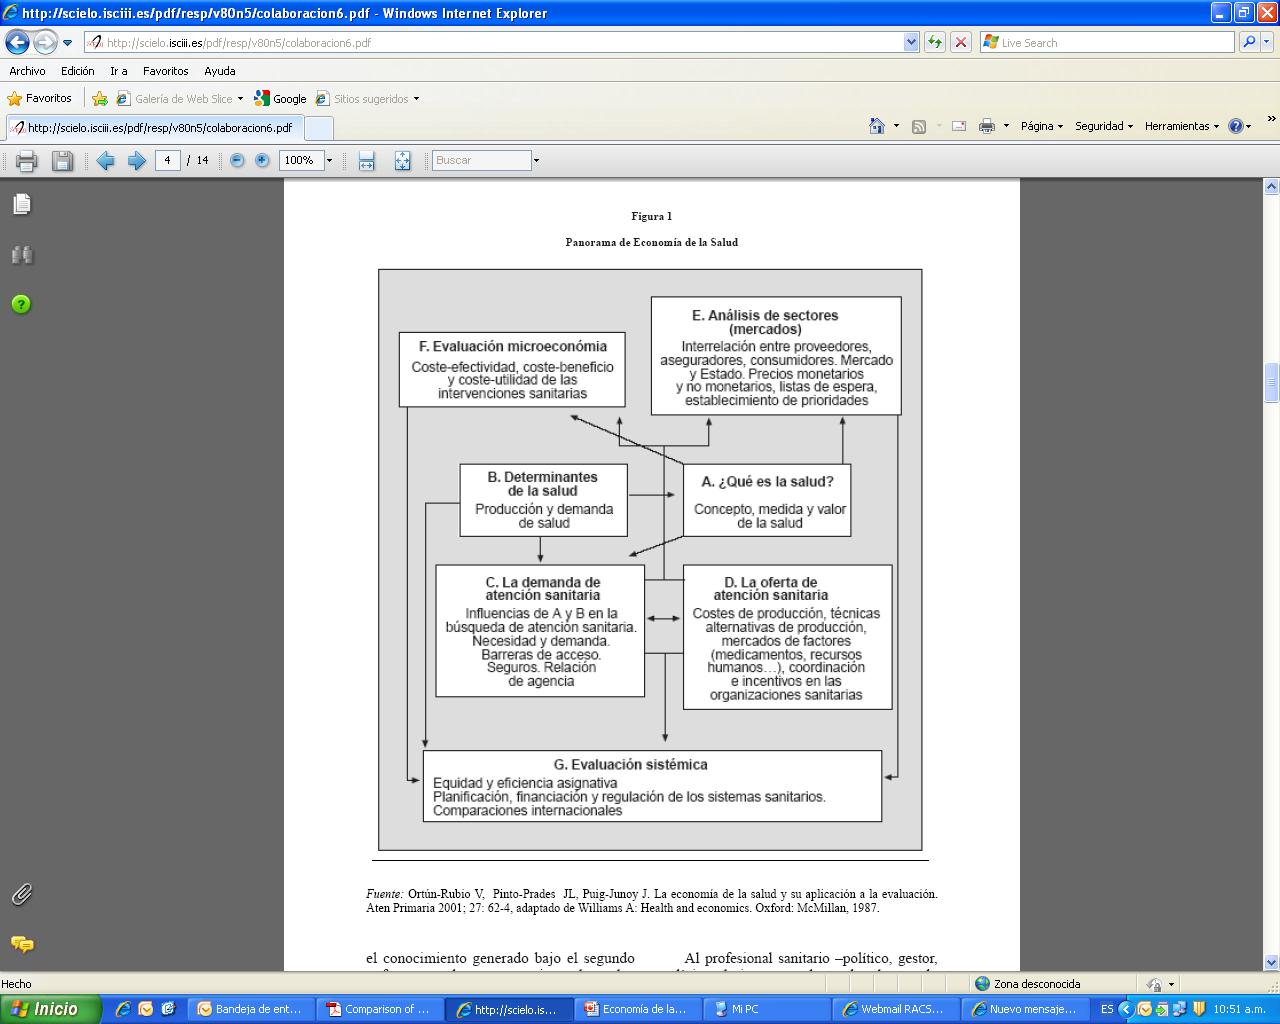 http://scielo.isciii.es/pdf/resp/v80n5/colaboracion6.pdf - Windows Internet Explorer
http://scielo.isciii.es/pdf/resp/v80n5/colaboracion6.pdf
Live Search
Archivo Edición Ir a Favoritos Ayuda
Favoritos Galería de Web Slice Google Sitios sugeridos
http://scielo.isciii.es/pdf/resp/v80n5/colaboracion6.pdf
Página Seguridad Herramientas
4 / 14 100% Buscar
Figura 1
Panorama de Economía de la Salud
F. Evaluación microeconómia
Coste-efectividad, coste-beneficio
y coste-utilidad de las
intervenciones sanitarias
E. Análisis de sectores
(mercados)
Interrelación entre proveedores,
aseguradores, consumidores. Mercado
y Estado. Precios monetarios
y no monetarios, listas de espera,
establecimiento de prioridades
B. Determinantes
de la salud
Producción y demanda
de salud
A. ¿Qué es la salud?
Concepto, medida y valor
de la salud
C. La demanda de
atención sanitaria
Influencias de A y B en la
búsqueda de atención sanitaria.
Necesidad y demanda.
Barreras de acceso.
Seguros. Relación
de agencia
D. La oferta de
atención sanitaria
Costes de producción, técnicas
alternativas de producción,
mercados de factores
(medicamentos, recursos
humanos...), coordinación
e incentivos en las
organizaciones sanitarias
G. Evaluación sistémica
Equidad y eficiencia asignativa
Planificación, financiación y regulación de los sistemas sanitarios.
Comparaciones internacionales
Fuente: Ortún-Rubio V, Pinto-Prades JL, Puig-Junoy J. La economía de la salud y su aplicación a la evaluación.
Aten Primaria 2001; 27: 62-4, adaptado de Williams A: Health and economics. Oxford: McMillan, 1987.
el conocimiento generado bajo el segundo
Al profesional sanitario –político, gestor,
Hecho
Zona desconocida
Inicio
Bandeja de ent...
Comparison of ...
http://scielo.is...
Economía de la...
Mi PC
Webmail RACS...
Nuevo mensaje...
ES
10:51 a.m.